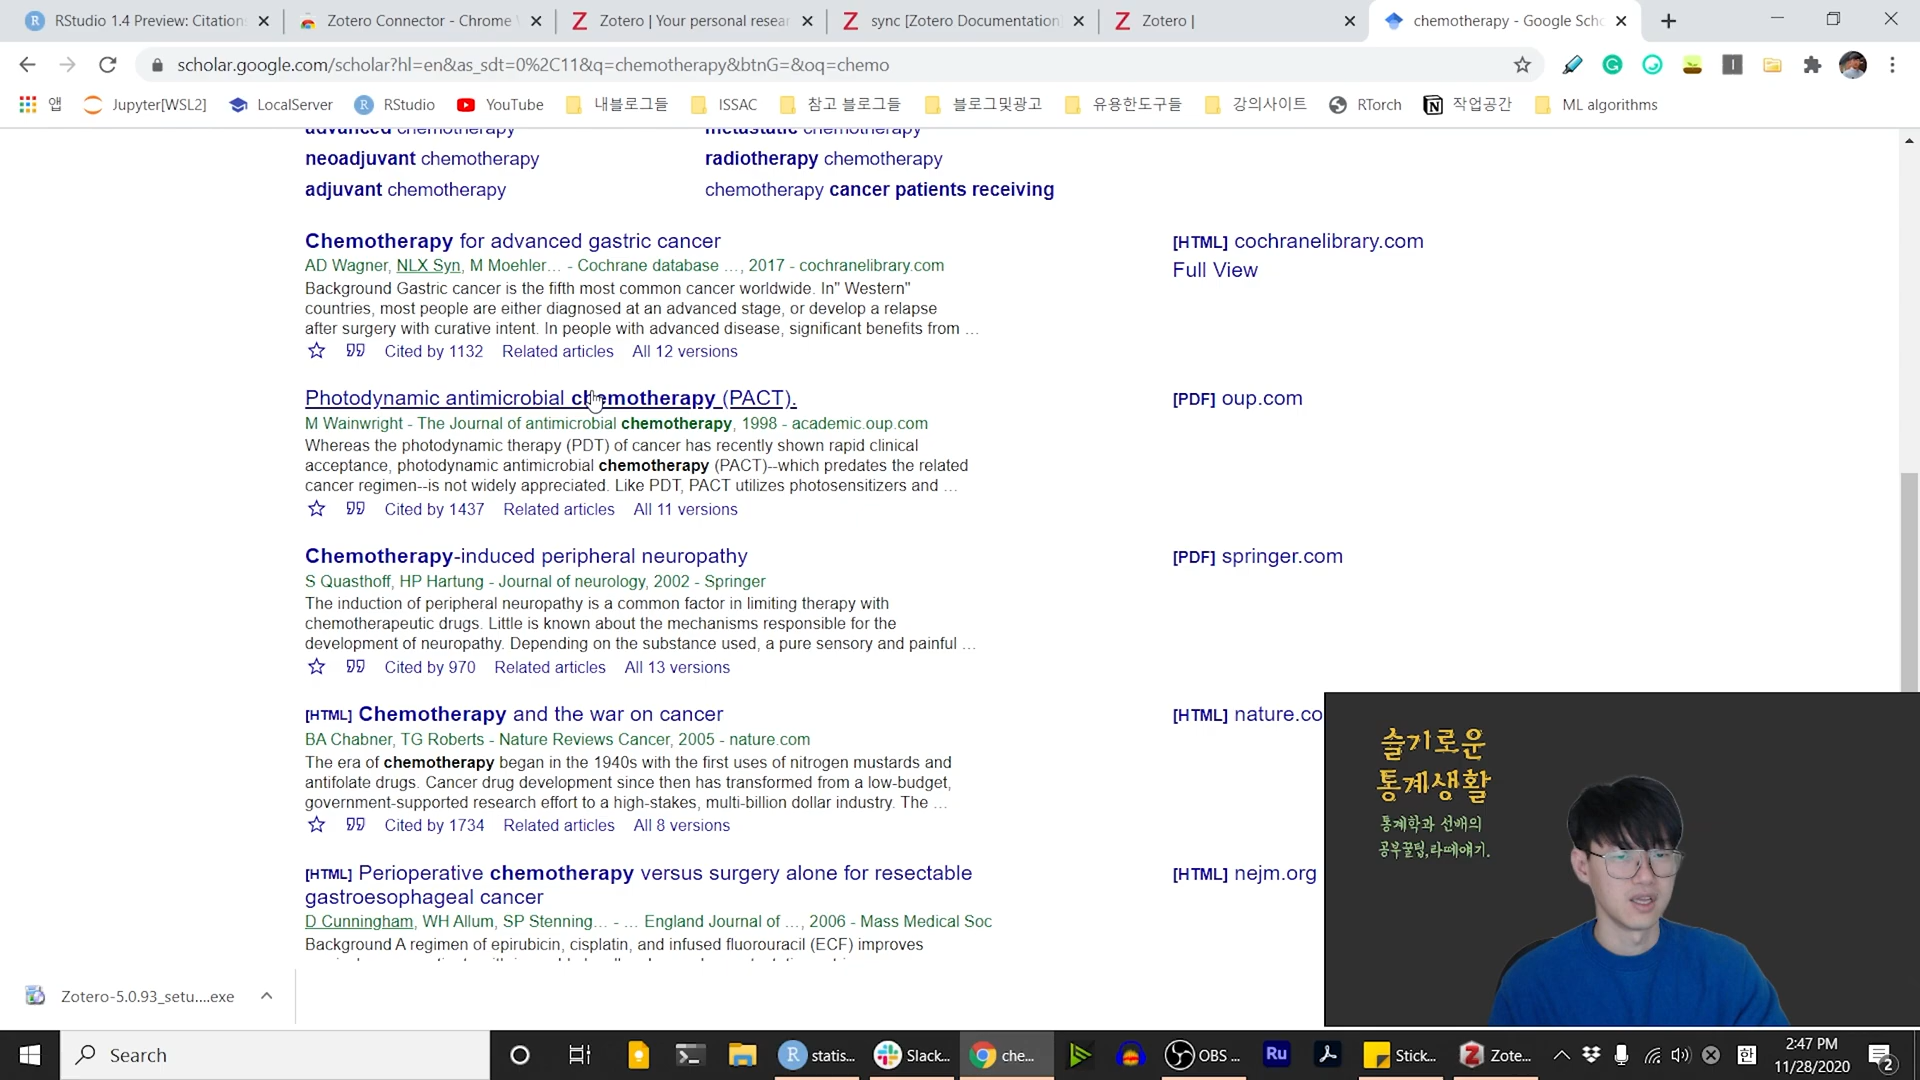 RStudio 1.4 Preview: Citation
Zotero Connector - Chrome
Zotero | Your personal resea
sync [Zotero Documentation
Zotero |
chemotherapy - Google Scho
scholar.google.com/scholar?hl=en&as_sdt=0%2C11&q=chemotherapy&btnG=&oq=chemo
앱
Jupyter[WSL2]
LocalServer
RStudio
YouTube
내블로그들
ISSAC
참고 블로그들
블로그및광고
유용한도구들
강의사이트
RTorch
작업공간
ML algorithms
advanced chemotherapy
metastatic chemotherapy
neoadjuvant chemotherapy
radiotherapy chemotherapy
adjuvant chemotherapy
chemotherapy cancer patients receiving
Chemotherapy for advanced gastric cancer
[HTML] cochranelibrary.com
AD Wagner, NLX Syn, M Moehler… - Cochrane database …, 2017 - cochranelibrary.com
Full View
Background Gastric cancer is the fifth most common cancer worldwide. In" Western"
countries, most people are either diagnosed at an advanced stage, or develop a relapse
after surgery with curative intent. In people with advanced disease, significant benefits from …
Cited by 1132 Related articles All 12 versions
Photodynamic antimicrobial chemotherapy (PACT).
[PDF] oup.com
M Wainwright - The Journal of antimicrobial chemotherapy, 1998 - academic.oup.com
Whereas the photodynamic therapy (PDT) of cancer has recently shown rapid clinical
acceptance, photodynamic antimicrobial chemotherapy (PACT)--which predates the related
cancer regimen--is not widely appreciated. Like PDT, PACT utilizes photosensitizers and …
Cited by 1437 Related articles All 11 versions
Chemotherapy-induced peripheral neuropathy
[PDF] springer.com
S Quasthoff, HP Hartung - Journal of neurology, 2002 - Springer
The induction of peripheral neuropathy is a common factor in limiting therapy with
chemotherapeutic drugs. Little is known about the mechanisms responsible for the
development of neuropathy. Depending on the substance used, a pure sensory and painful …
Cited by 970 Related articles All 13 versions
[HTML] Chemotherapy and the war on cancer
[HTML] nature.co
BA Chabner, TG Roberts - Nature Reviews Cancer, 2005 - nature.com
The era of chemotherapy began in the 1940s with the first uses of nitrogen mustards and
antifolate drugs. Cancer drug development since then has transformed from a low-budget,
government-supported research effort to a high-stakes, multi-billion dollar industry. The …
Cited by 1734 Related articles All 8 versions
[HTML] Perioperative chemotherapy versus surgery alone for resectable
gastroesophageal cancer
[HTML] nejm.org
D Cunningham, WH Allum, SP Stenning… - … England Journal of …, 2006 - Mass Medical Soc
Background A regimen of epirubicin, cisplatin, and infused fluorouracil (ECF) improves
슬기로운
통계생활
통계학과 선배의
공부꿀팁,라떼얘기.
Zotero-5.0.93_setu....exe
Search
statis...
Slack...
che...
OBS ...
Ru
Stick...
Zote...
한
2:47 PM
11/28/2020
2